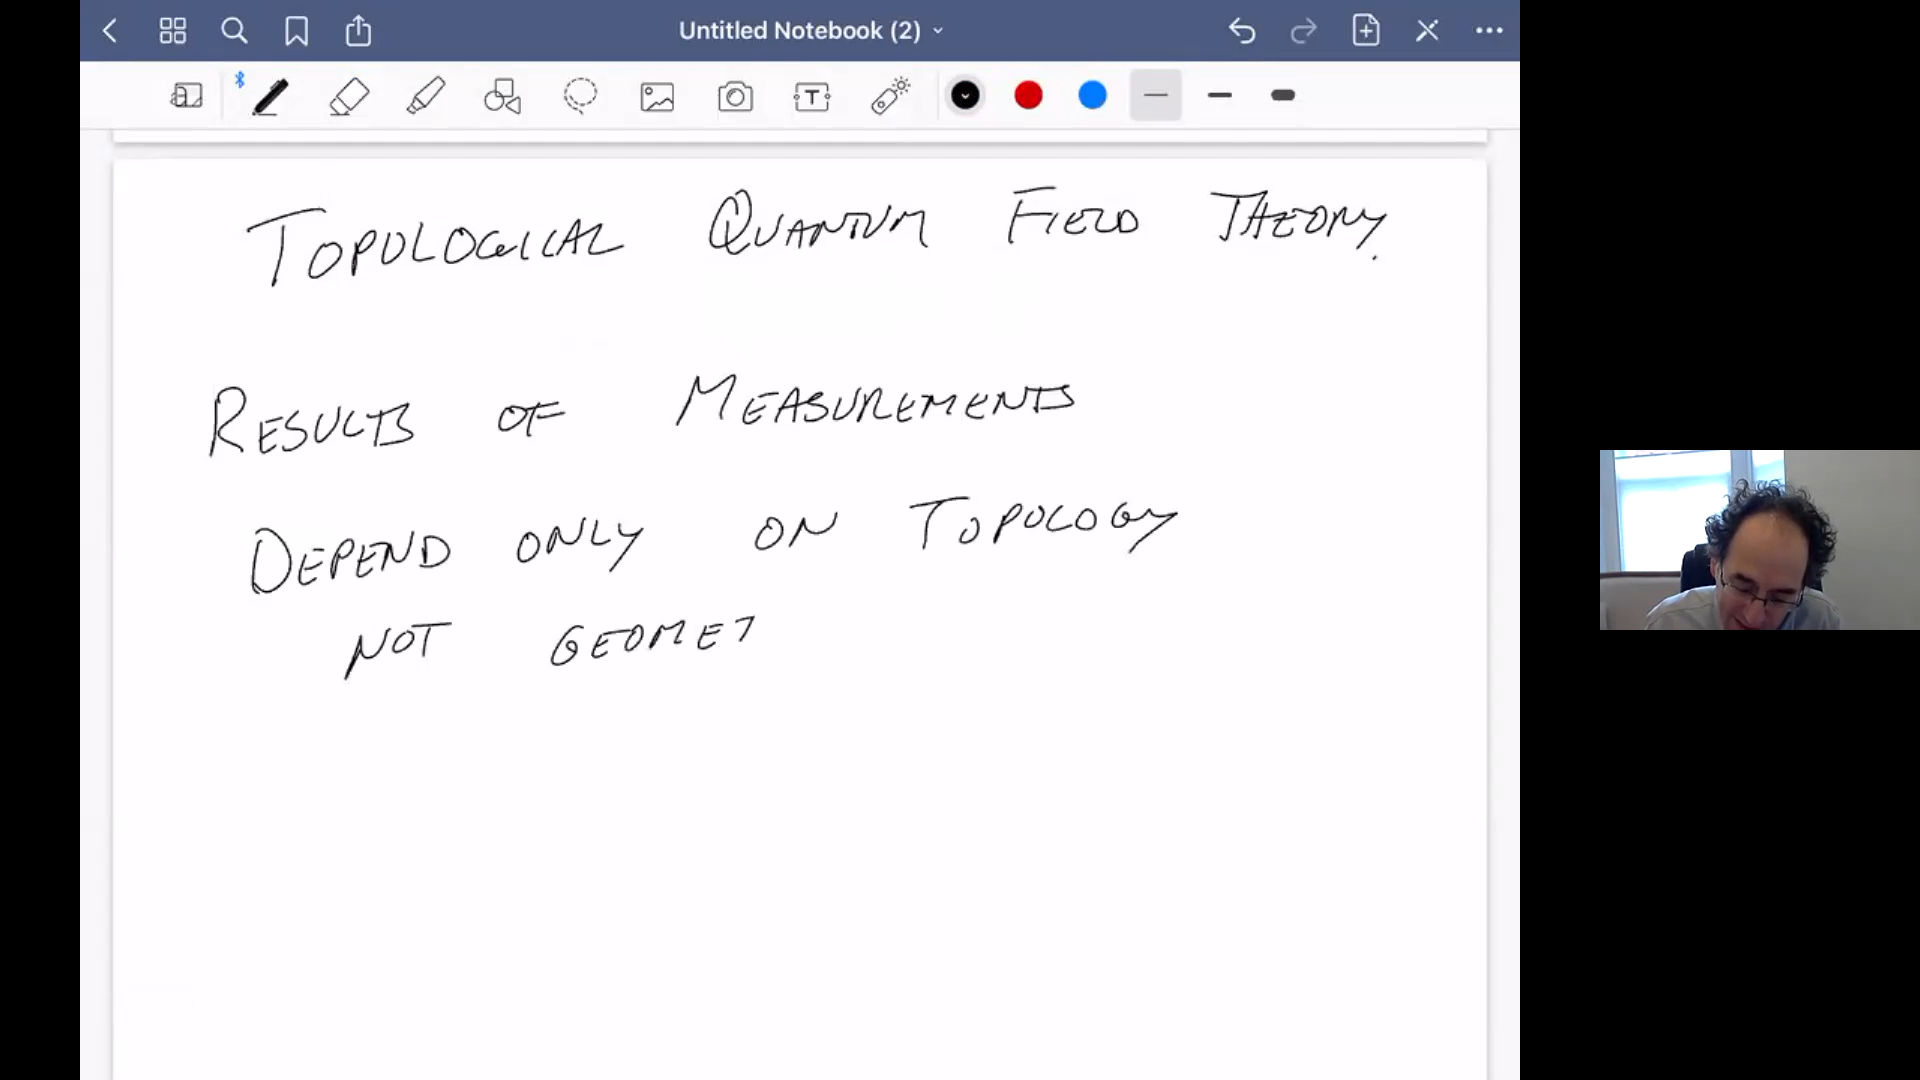 Untitled Notebook (2)
TOPOLOGICAL QUANTUM FIELD THEORY.
RESULTS OF MEASUREMENTS
DEPEND ONLY ON TOPOLOGY
NOT GEOMET